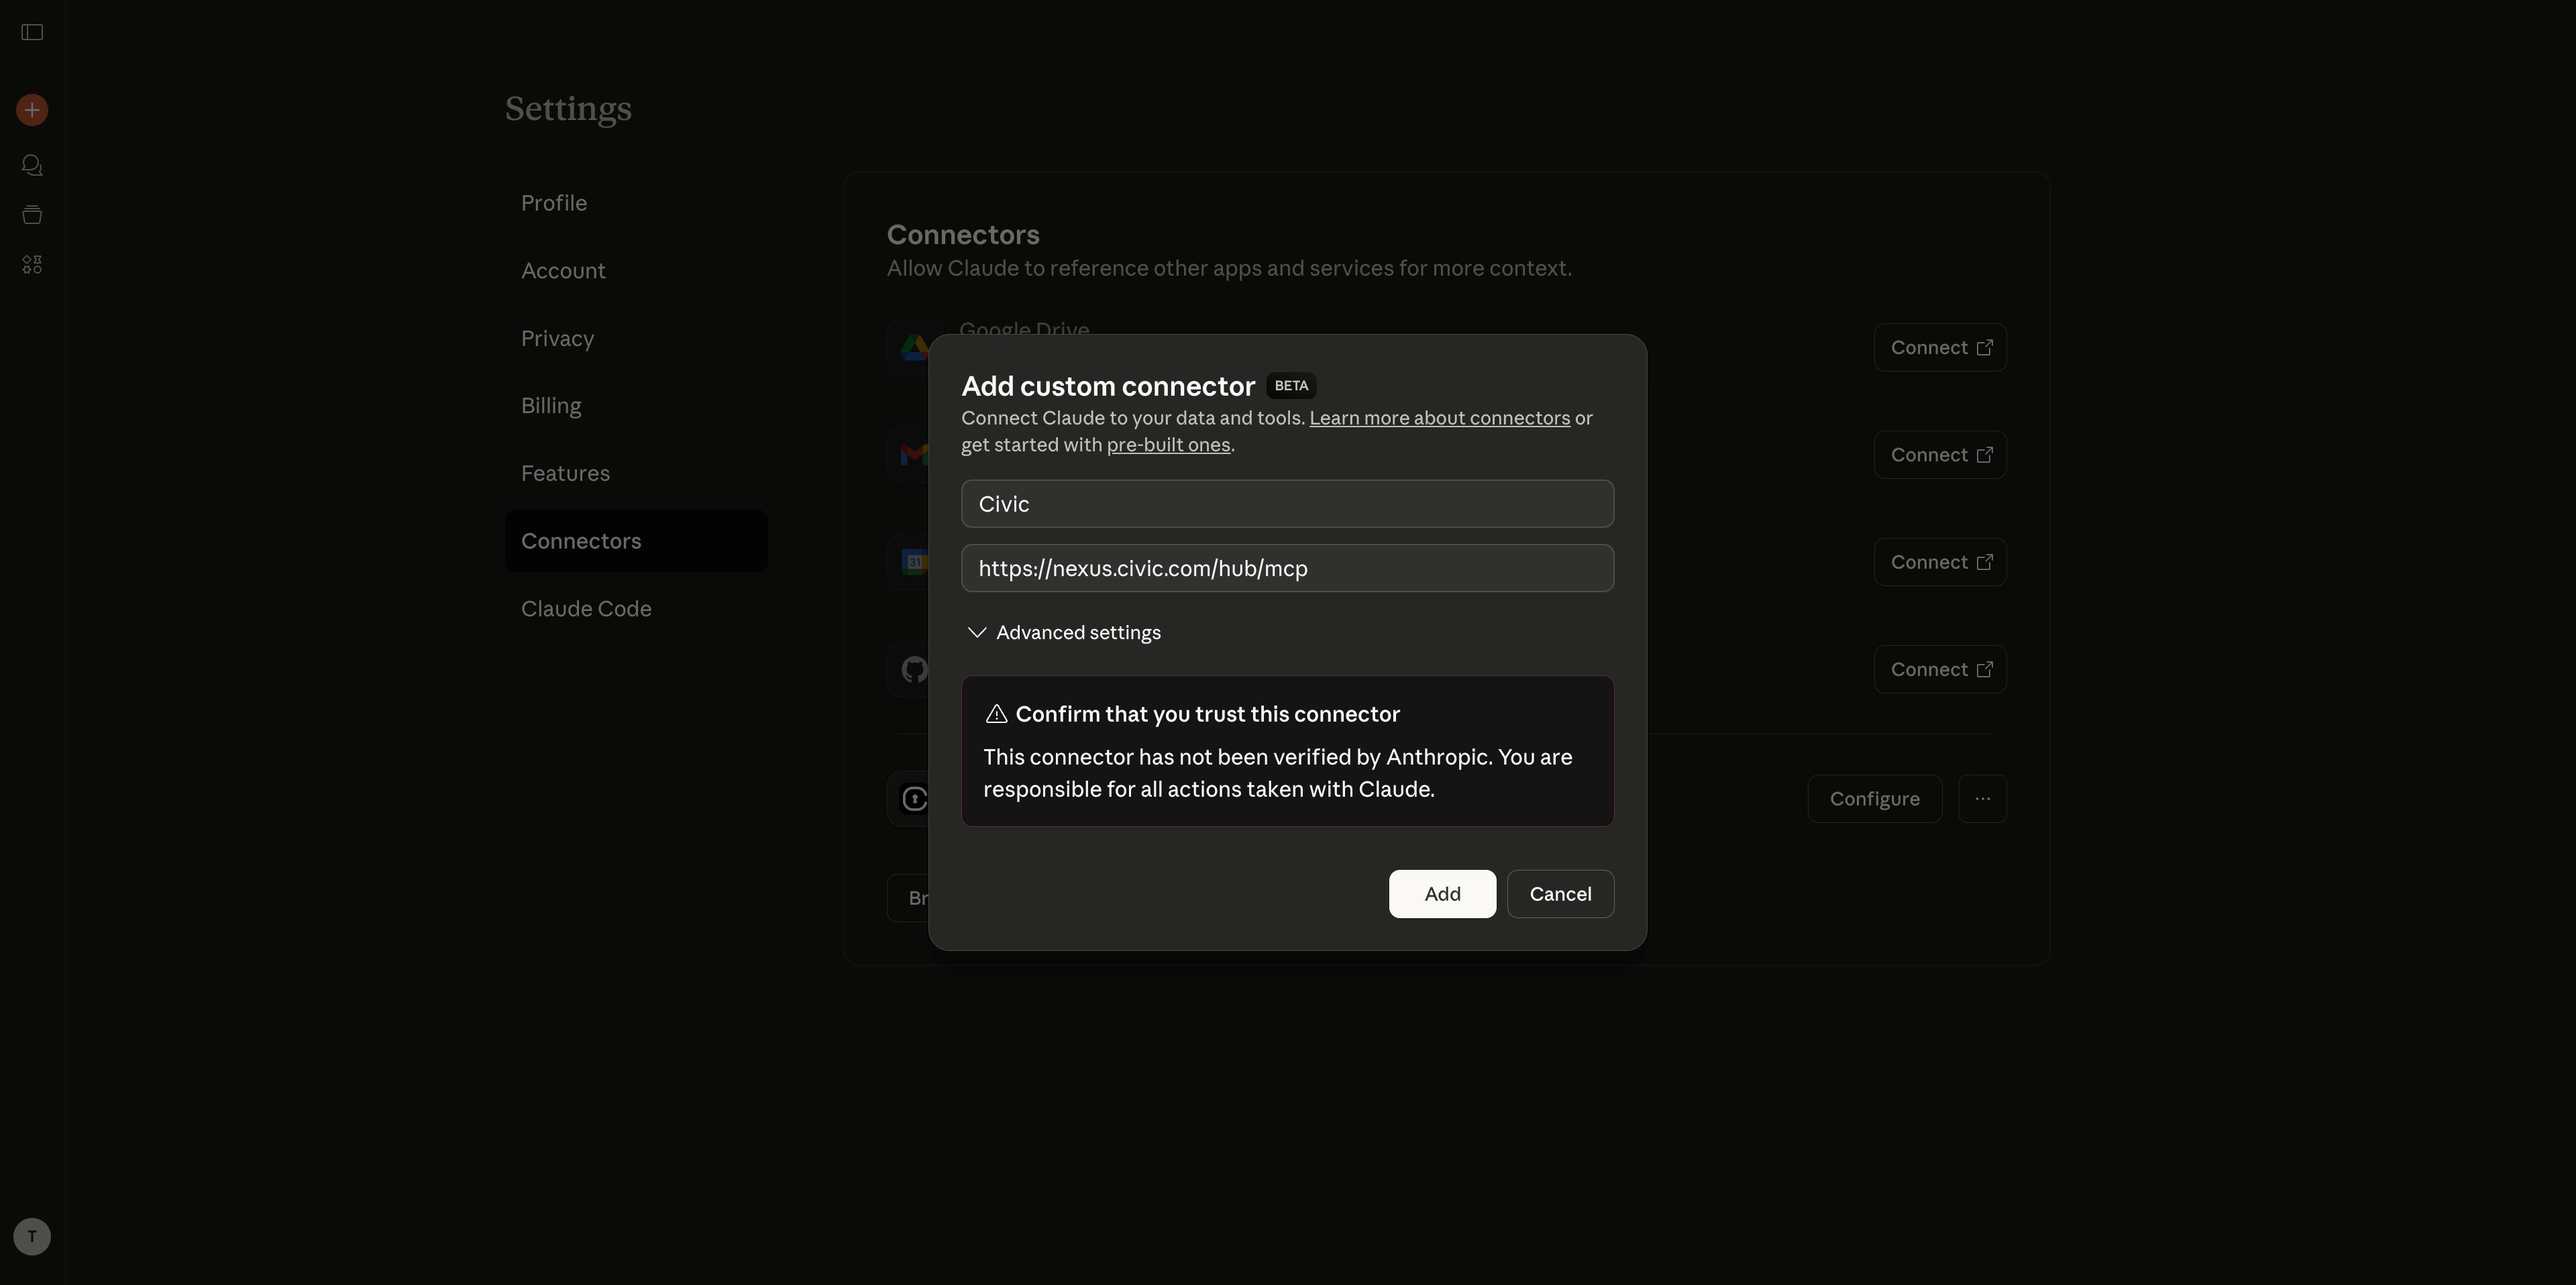 Settings
Profile
Account
Privacy
Billing
Features
Connectors
Claude Code
Connectors
Allow Claude to reference other apps and services for more context.
Google Drive
Connect
31
Connect
Connect
Connect
Configure
Br
Add custom connector BETA
Connect Claude to your data and tools. Learn more about connectors or
get started with pre-built ones.
Civic
https://nexus.civic.com/hub/mcp
Advanced settings
Confirm that you trust this connector
This connector has not been verified by Anthropic. You are
responsible for all actions taken with Claude.
Add
Cancel
T